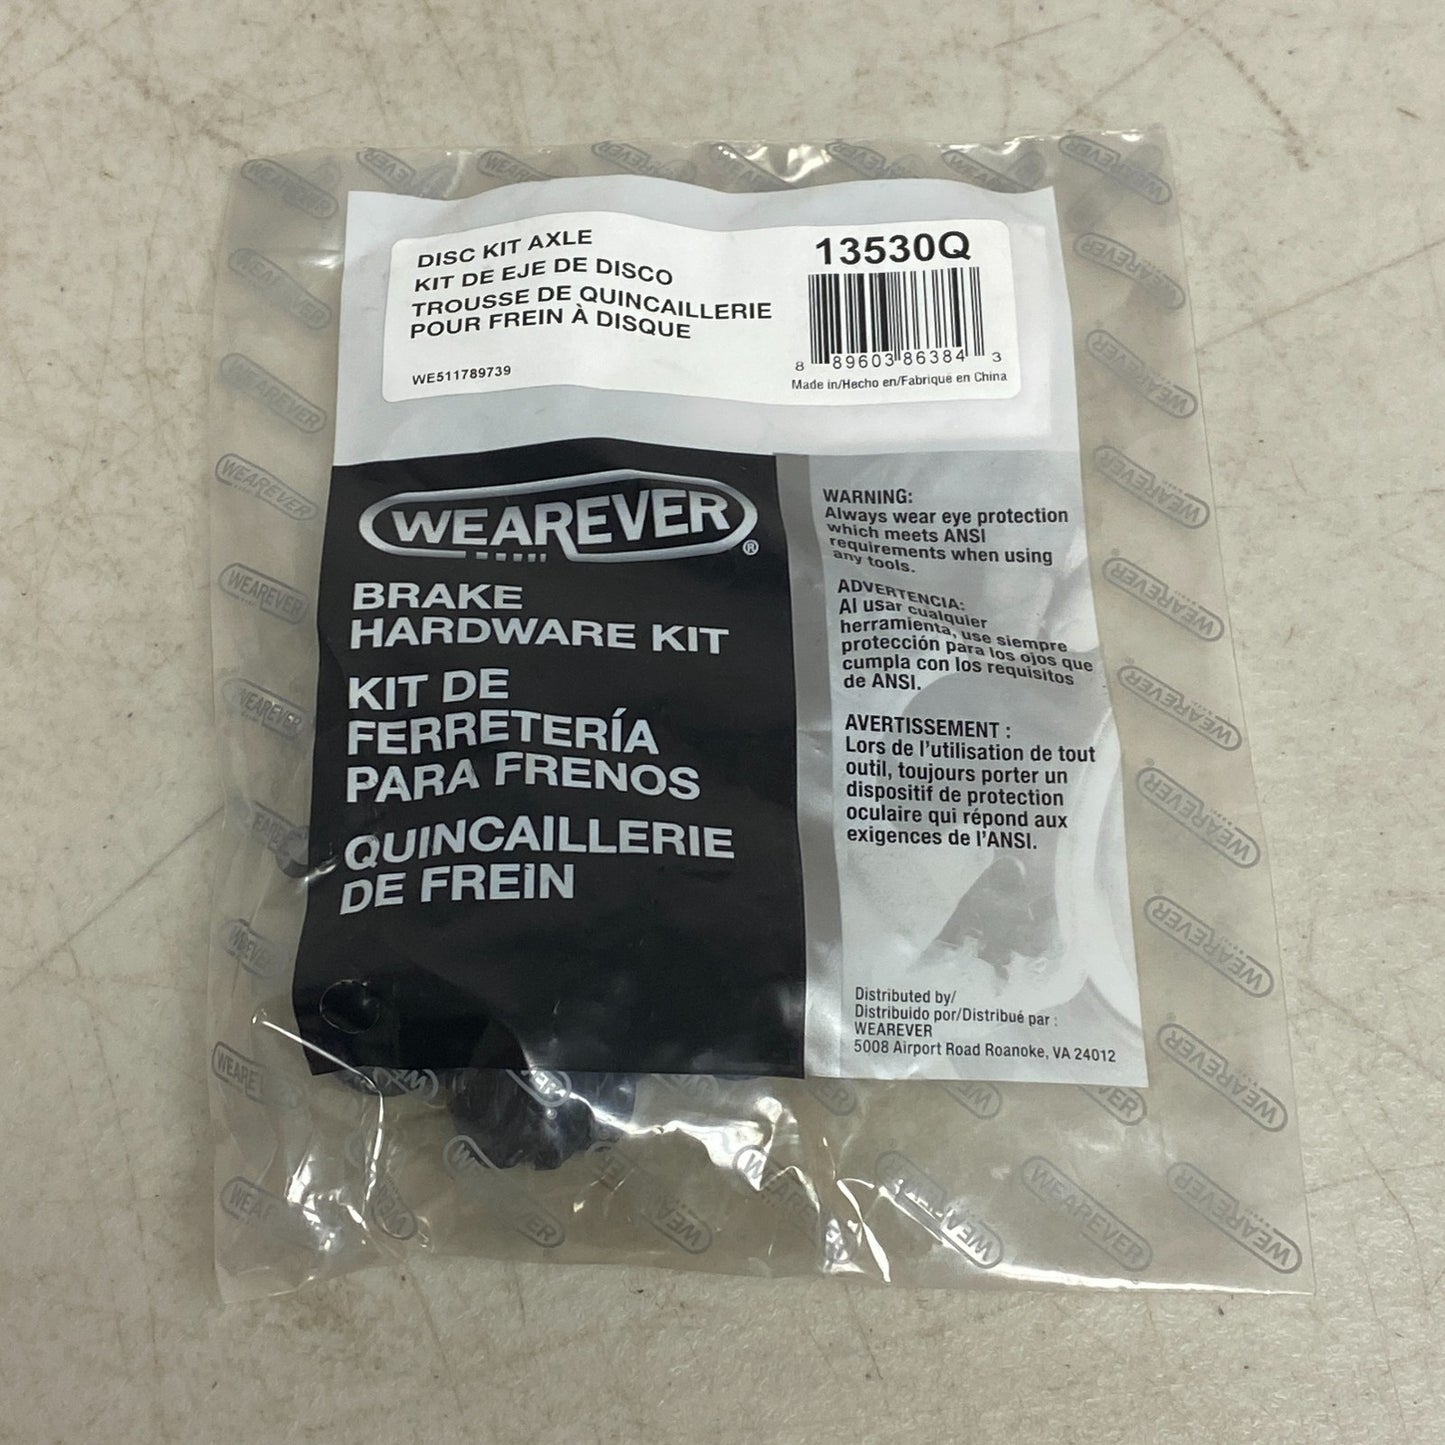 DISC KIT AXLE
KIT DE EJE DE DISCO
TROUSSE DE QUINCAILLERIE
POUR FREIN À DISQUE
WE511789739
13530Q
8 89603 86384 3
Made in/Hecho en/Fabriqué en China
WEAREVER®
BRAKE
HARDWARE KIT
KIT DE
FERRETERÍA
PARA FRENOS
QUINCAILLERIE
DE FREIN
WARNING:
Always wear eye protection
which meets ANSI
requirements when using
any tools.
ADVERTENCIA:
Al usar cualquier
herramienta, use siempre
protección para los ojos que
cumpla con los requisitos
de ANSI.
AVERTISSEMENT :
Lors de l'utilisation de tout
outil, toujours porter un
dispositif de protection
oculaire qui répond aux
exigences de l'ANSI.
Distributed by/
Distribuido por/Distribué par :
WEAREVER
5008 Airport Road Roanoke, VA 24012